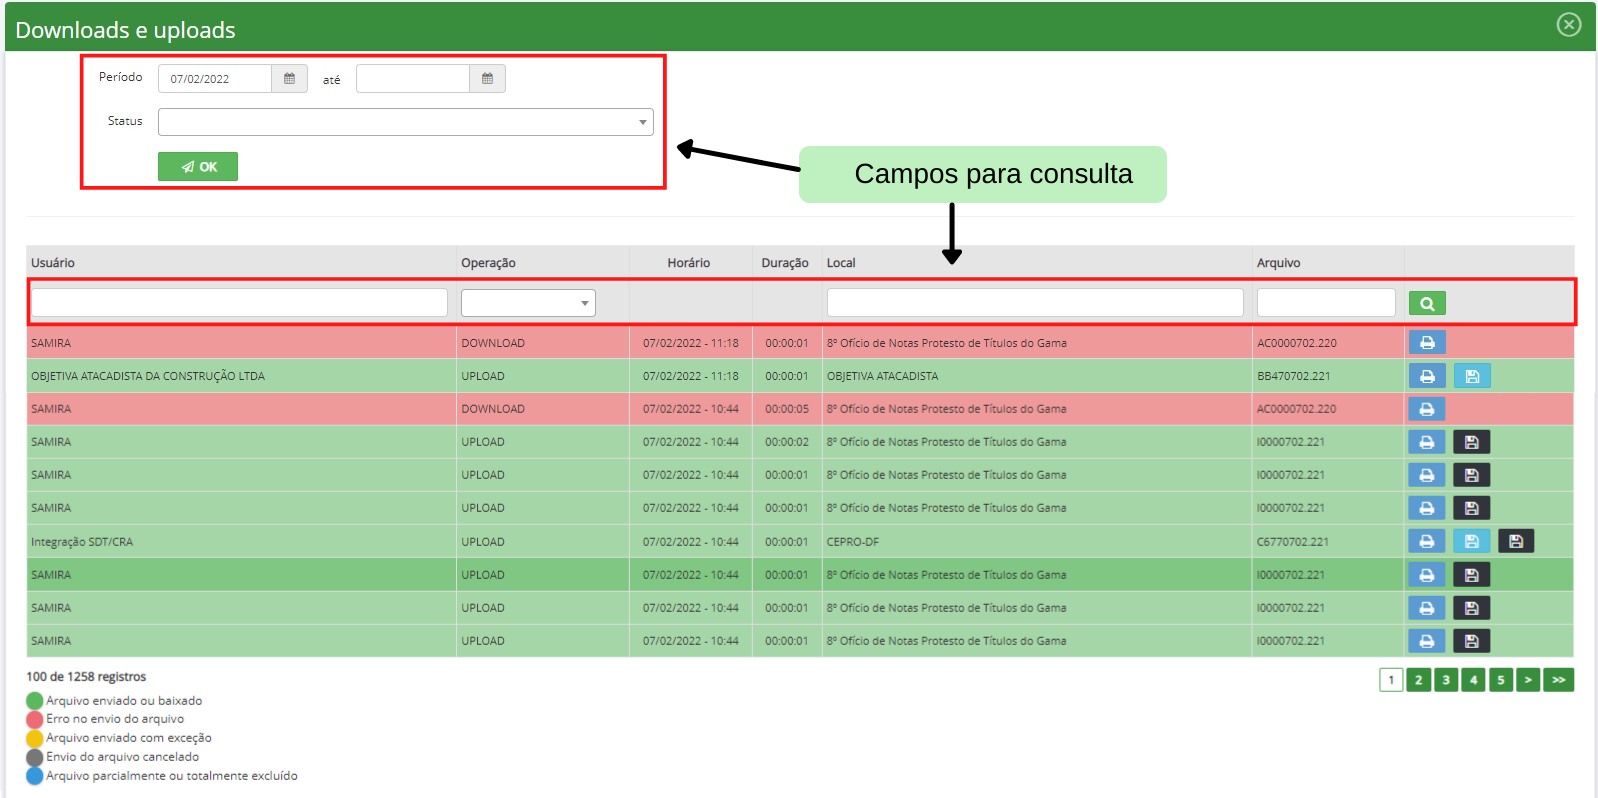 Downloads e uploads
Período 07/02/2022 até
Status
OK
Campos para consulta
Usuário Operação Horário Duração Local Arquivo
SAMIRA DOWNLOAD 07/02/2022 - 11:18 00:00:01 8º Ofício de Notas Protesto de Títulos do Gama AC0000702.220
OBJETIVA ATACADISTA DA CONSTRUÇÃO LTDA UPLOAD 07/02/2022 - 11:18 00:00:01 OBJETIVA ATACADISTA BB470702.221
SAMIRA DOWNLOAD 07/02/2022 - 10:44 00:00:05 8º Ofício de Notas Protesto de Títulos do Gama AC0000702.220
SAMIRA UPLOAD 07/02/2022 - 10:44 00:00:02 8º Ofício de Notas Protesto de Títulos do Gama I0000702.221
SAMIRA UPLOAD 07/02/2022 - 10:44 00:00:01 8º Ofício de Notas Protesto de Títulos do Gama I0000702.221
SAMIRA UPLOAD 07/02/2022 - 10:44 00:00:01 8º Ofício de Notas Protesto de Títulos do Gama I0000702.221
Integração SDT/CRA UPLOAD 07/02/2022 - 10:44 00:00:01 CEPRO-DF C6770702.221
SAMIRA UPLOAD 07/02/2022 - 10:44 00:00:01 8º Ofício de Notas Protesto de Títulos do Gama I0000702.221
SAMIRA UPLOAD 07/02/2022 - 10:44 00:00:01 8º Ofício de Notas Protesto de Títulos do Gama I0000702.221
SAMIRA UPLOAD 07/02/2022 - 10:44 00:00:01 8º Ofício de Notas Protesto de Títulos do Gama I0000702.221
100 de 1258 registros 1 2 3 4 5 > >>
Arquivo enviado ou baixado
Erro no envio do arquivo
Arquivo enviado com exceção
Envio do arquivo cancelado
Arquivo parcialmente ou totalmente excluído